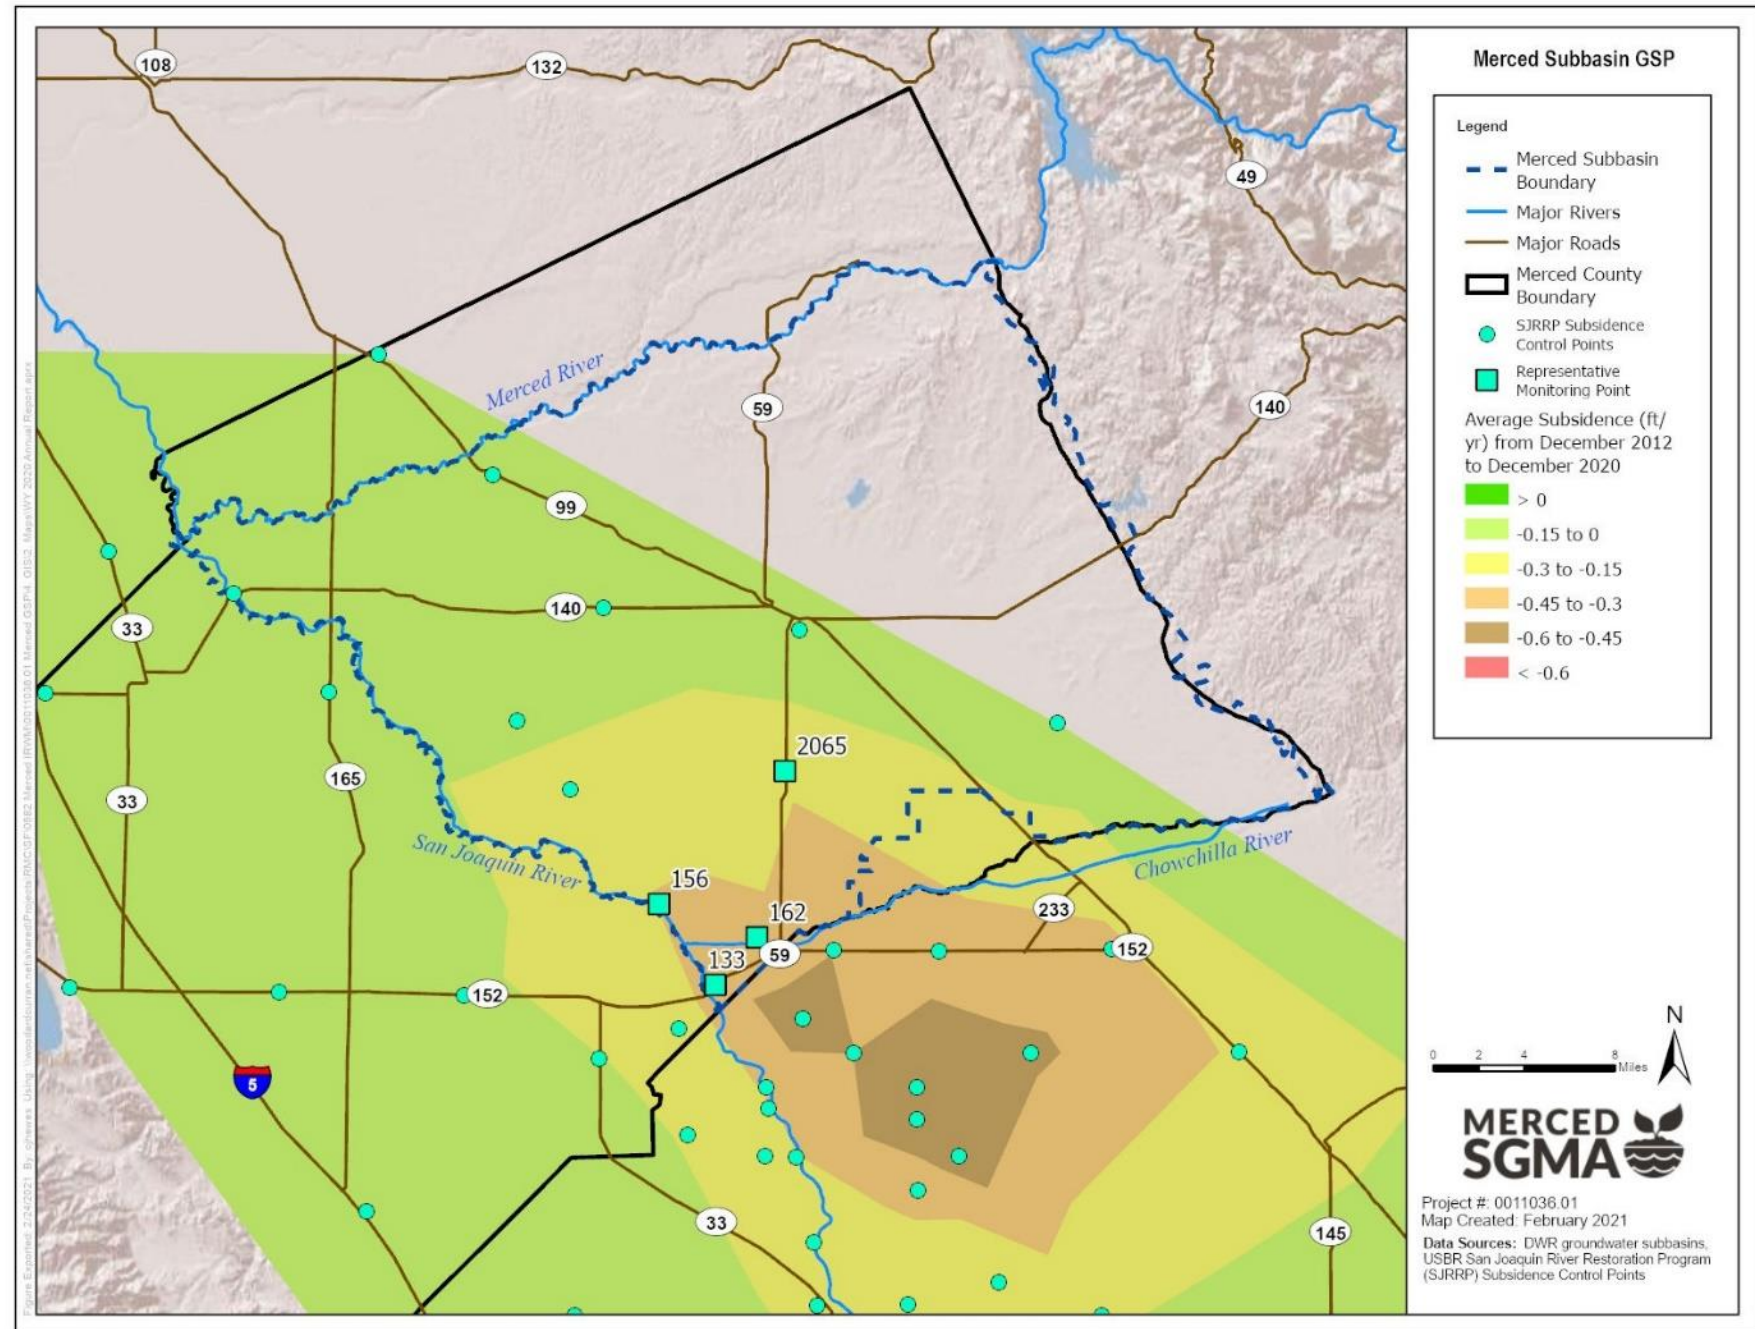 Merced Subbasin GSP
Legend
Merced Subbasin
Boundary
Major Rivers
Major Roads
Merced County
Boundary
SJRRP Subsidence
Control Points
Representative
Monitoring Point
Average Subsidence (ft/
yr) from December 2012
to December 2020
> 0
-0.15 to 0
-0.3 to -0.15
-0.45 to -0.3
-0.6 to -0.45
< -0.6
108
132
49
Merced River
59
140
99
140
33
165
33
2065
San Joaquin River
156
162
Chowchilla River
233
133
59
152
152
5
33
145
N
0 2 4 8
Miles
MERCED
SGMA
Project #: 0011036.01
Map Created: February 2021
Data Sources: DWR groundwater subbasins,
USBR San Joaquin River Restoration Program
(SJRRP) Subsidence Control Points